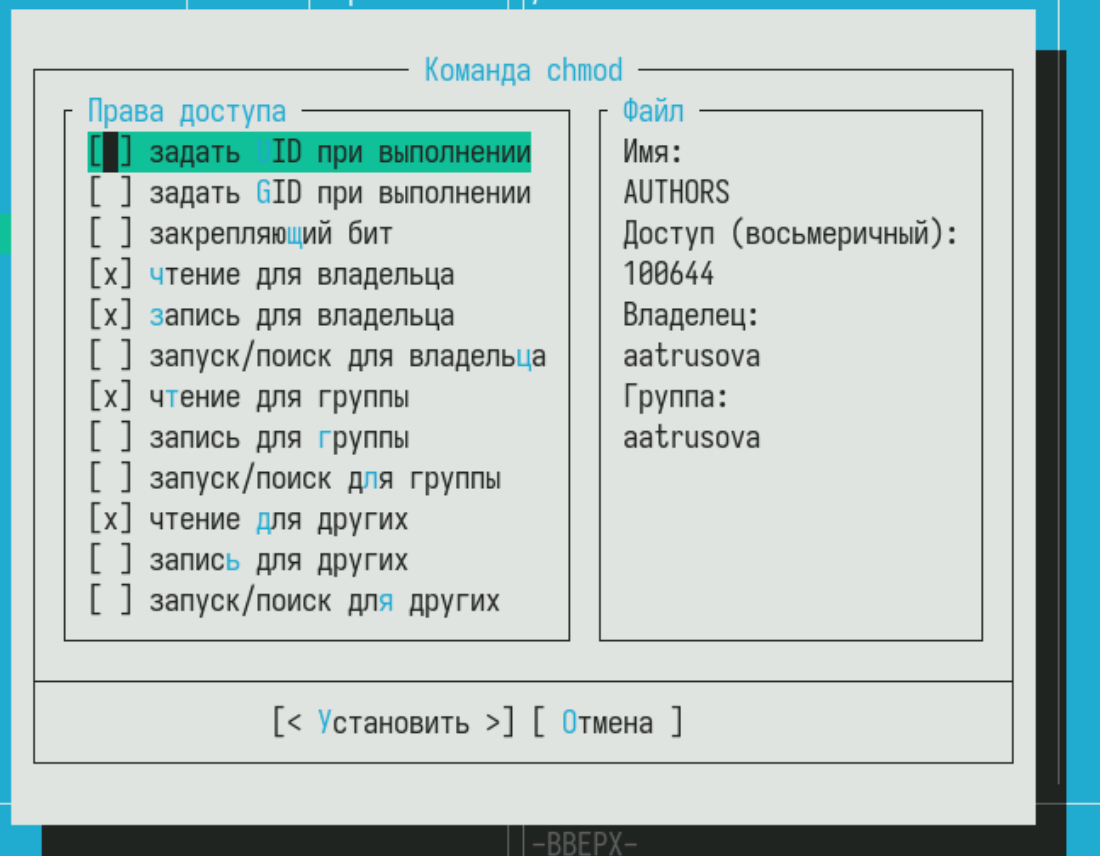 Команда chmod
Права доступа
[ ] задать UID при выполнении
[ ] задать GID при выполнении
[ ] закрепляющий бит
[x] чтение для владельца
[x] запись для владельца
[ ] запуск/поиск для владельца
[x] чтение для группы
[ ] запись для группы
[ ] запуск/поиск для группы
[x] чтение для других
[ ] запись для других
[ ] запуск/поиск для других
Файл
Имя:
AUTHORS
Доступ (восьмеричный):
100644
Владелец:
aatrusova
Группа:
aatrusova
[< Установить >] [ Отмена ]
-ВВЕРХ-